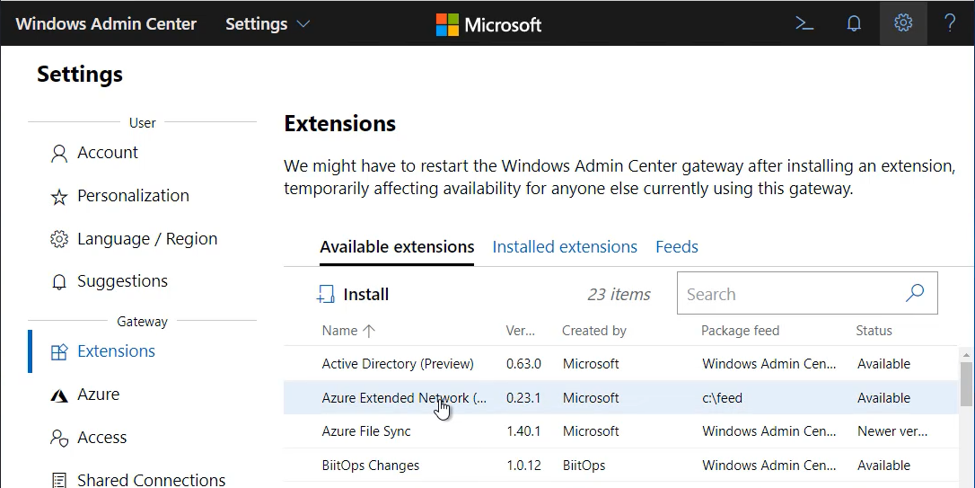 Windows Admin Center Settings Microsoft ?
Settings
User
Account
Personalization
Language / Region
Suggestions
Gateway
Extensions
Azure
Access
Shared Connections
Extensions
We might have to restart the Windows Admin Center gateway after installing an extension,
temporarily affecting availability for anyone else currently using this gateway.
Available extensions Installed extensions Feeds
Install 23 items Search
Name Ver... Created by Package feed Status
Active Directory (Preview) 0.63.0 Microsoft Windows Admin Cen... Available
Azure Extended Network (... 0.23.1 Microsoft c:\feed Available
Azure File Sync 1.40.1 Microsoft Windows Admin Cen... Newer ver...
BiitOps Changes 1.0.12 BiitOps Windows Admin Cen... Available